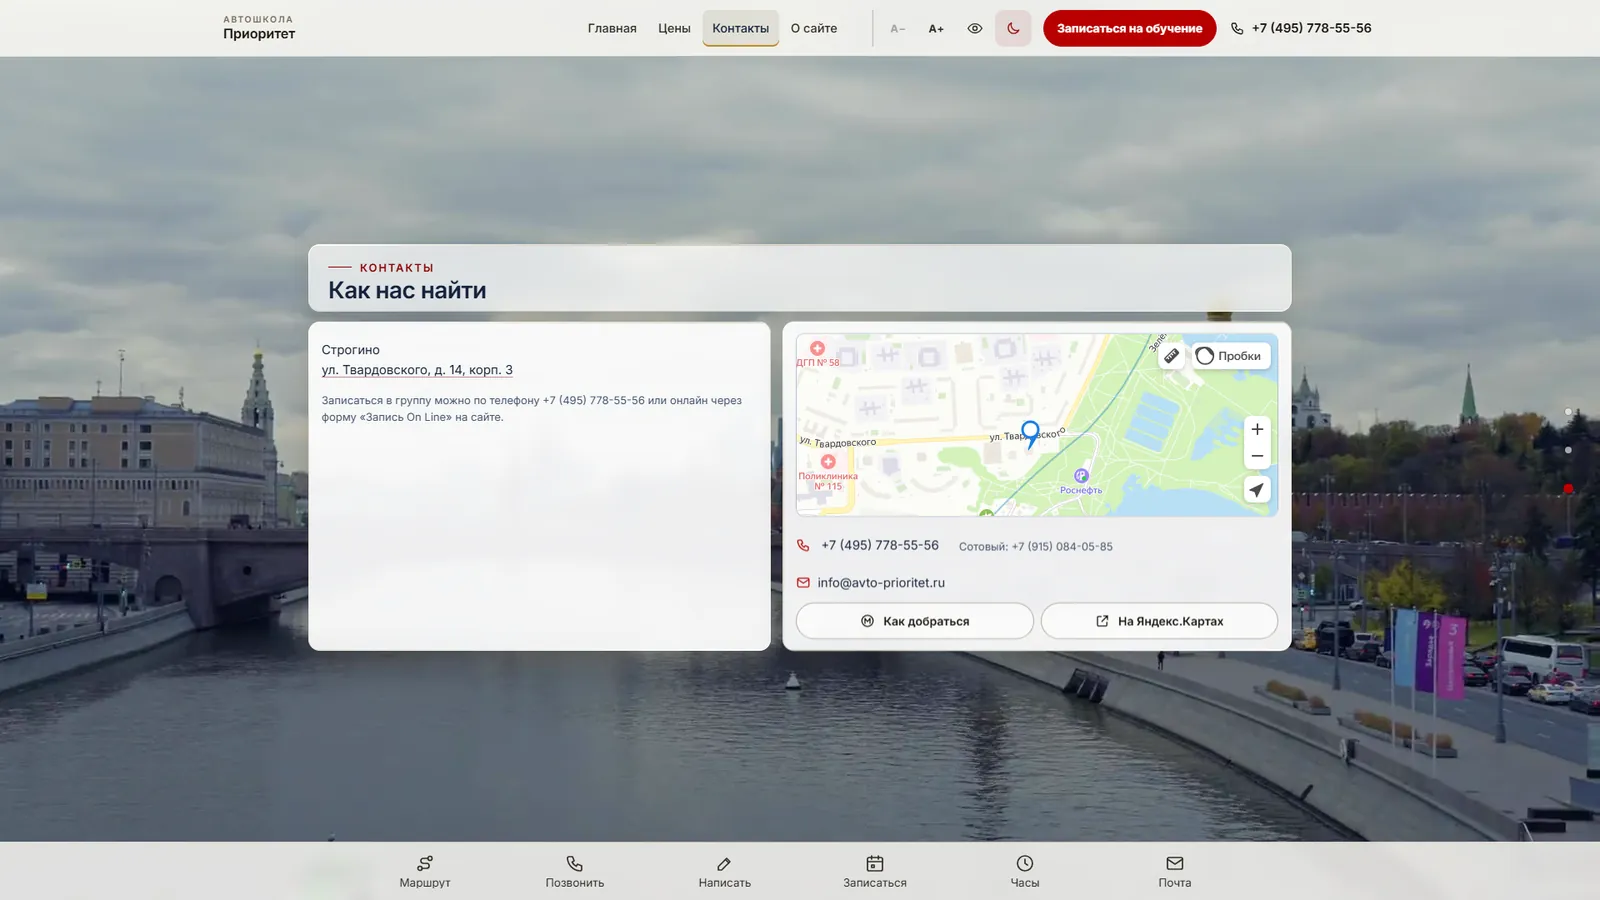 АВТОШКОЛА
Приоритет
Главная
Цены
Контакты
О сайте
A−
A+
Записаться на обучение
+7 (495) 778-55-56
КОНТАКТЫ
Как нас найти
Строгино
ул. Твардовского, д. 14, корп. 3
Записаться в группу можно по телефону +7 (495) 778-55-56 или онлайн через
форму «Запись On Line» на сайте.
ДГП № 58
Пробки
ул. Твардовского
ул. Твардовского
Поликлиника
№ 115
Роснефть
+7 (495) 778-55-56
Сотовый: +7 (915) 084-05-85
info@avto-prioritet.ru
Как добраться
На Яндекс.Картах
Маршрут
Позвонить
Написать
Записаться
Часы
Почта